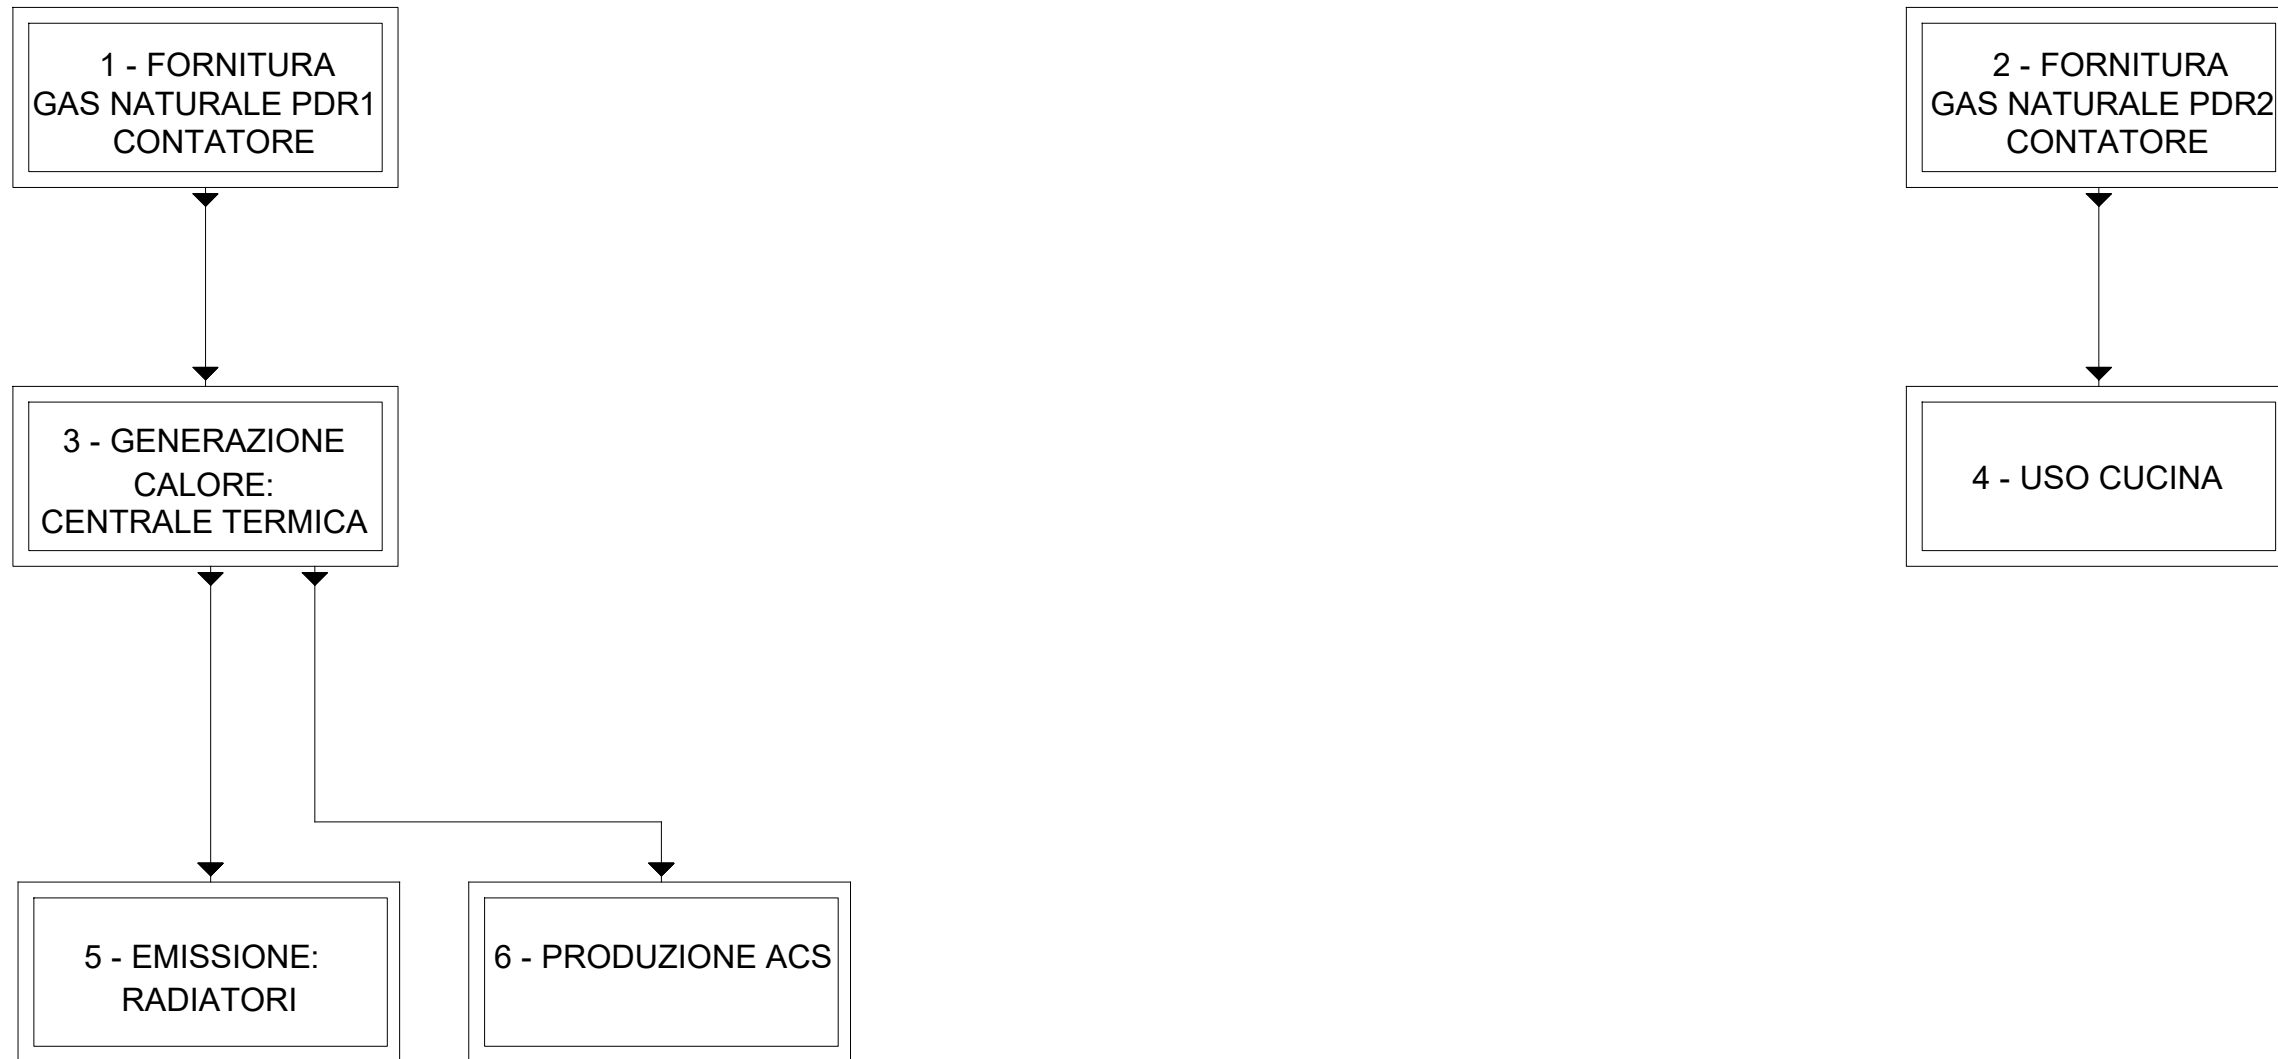 1 - FORNITURA
GAS NATURALE PDR1
CONTATORE
2 - FORNITURA
GAS NATURALE PDR2
CONTATORE
3 - GENERAZIONE
CALORE:
CENTRALE TERMICA
4 - USO CUCINA
5 - EMISSIONE:
RADIATORI
6 - PRODUZIONE ACS